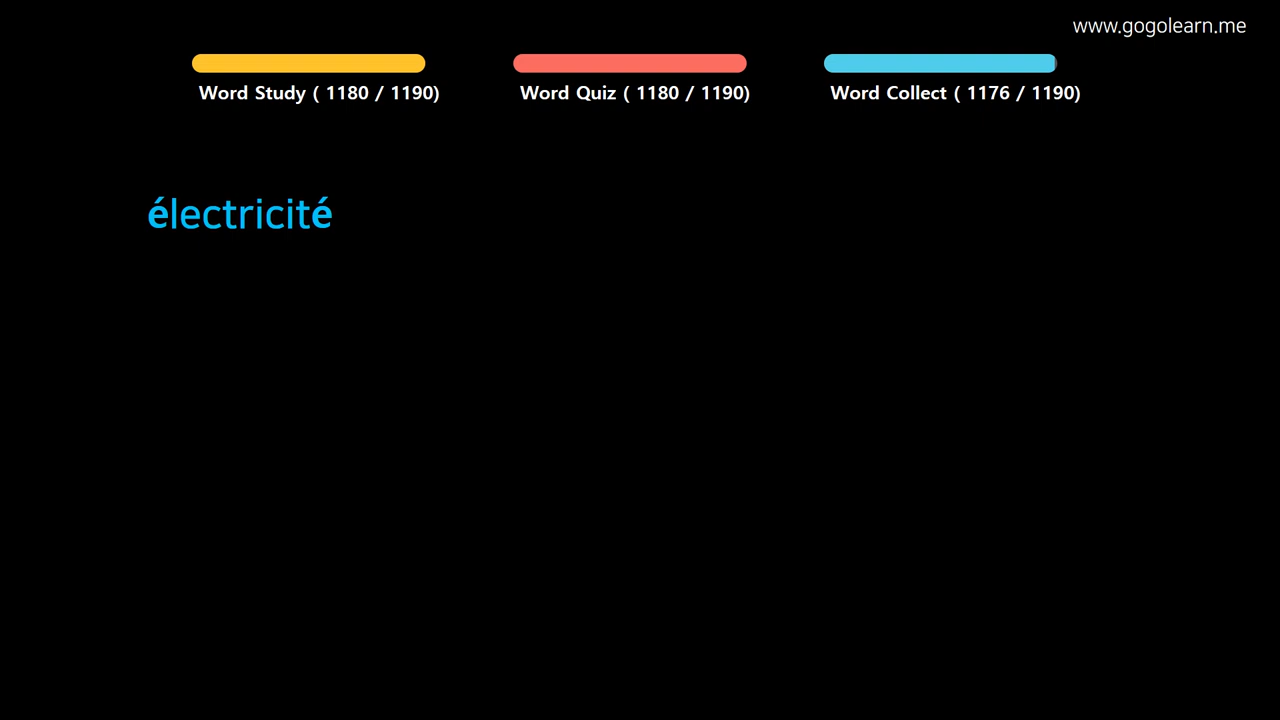 www.gogolearn.me
Word Study ( 1180 / 1190)
Word Quiz ( 1180 / 1190)
Word Collect ( 1176 / 1190)
électricité